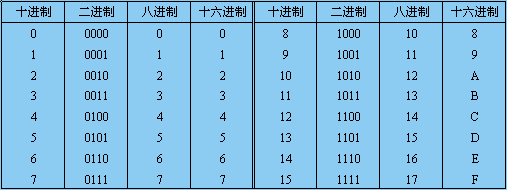 十进制 二进制 八进制 十六进制 十进制 二进制 八进制 十六进制
0 0000 0 0 8 1000 10 8
1 0001 1 1 9 1001 11 9
2 0010 2 2 10 1010 12 A
3 0011 3 3 11 1011 13 B
4 0100 4 4 12 1100 14 C
5 0101 5 5 13 1101 15 D
6 0110 6 6 14 1110 16 E
7 0111 7 7 15 1111 17 F